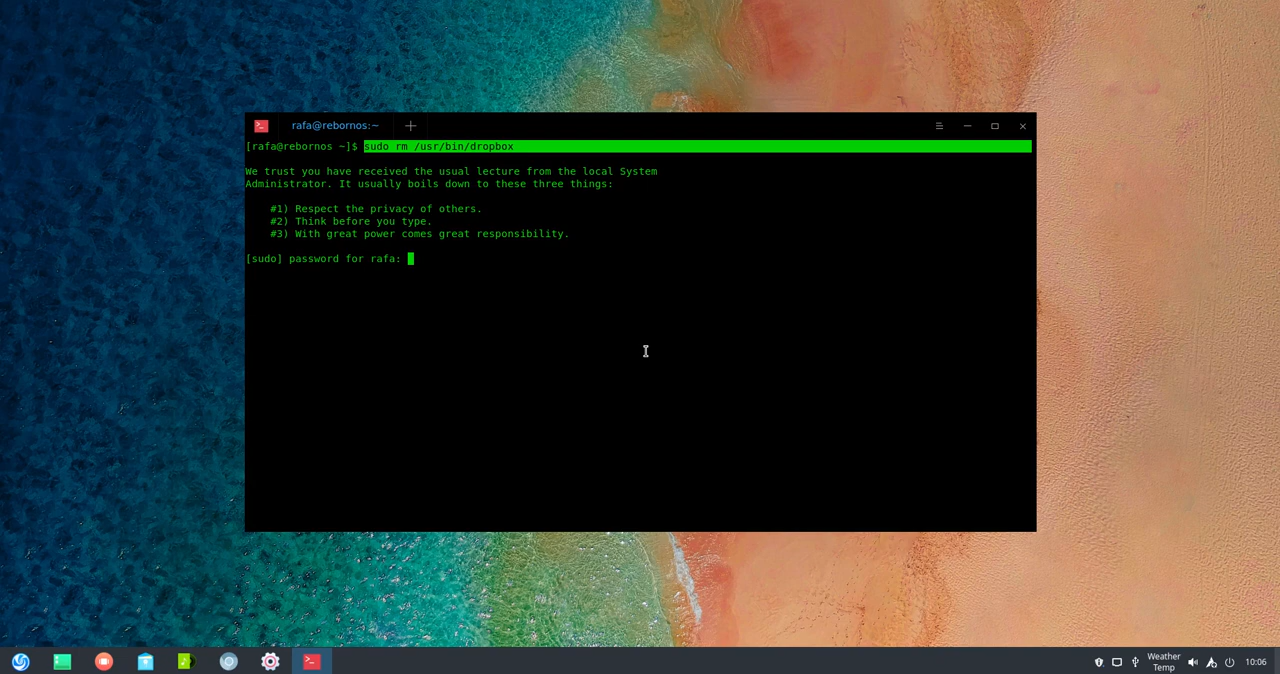 rafa@rebornos:~
[rafa@rebornos ~]$ sudo rm /usr/bin/dropbox
We trust you have received the usual lecture from the local System
Administrator. It usually boils down to these three things:
#1) Respect the privacy of others.
#2) Think before you type.
#3) With great power comes great responsibility.
[sudo] password for rafa:
Weather
Temp
10:06